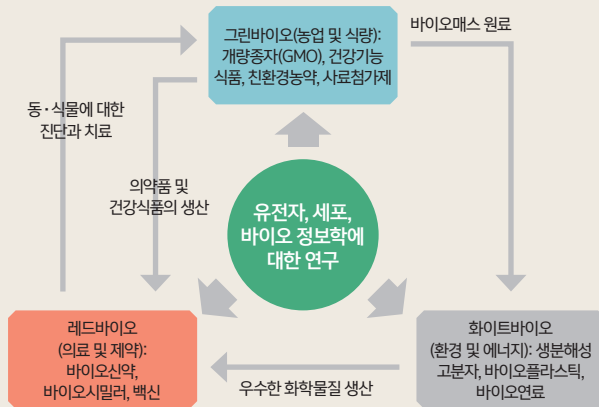 그린바이오(농업 및 식량):
개량종자(GMO), 건강기능
식품, 친환경농약, 사료첨가제
바이오매스 원료
동·식물에 대한
진단과 치료
의약품 및
건강식품의 생산
유전자, 세포,
바이오 정보학에
대한 연구
레드바이오
(의료 및 제약):
바이오신약,
바이오시밀러, 백신
우수한 화학물질 생산
화이트바이오
(환경 및 에너지): 생분해성
고분자, 바이오플라스틱,
바이오연료